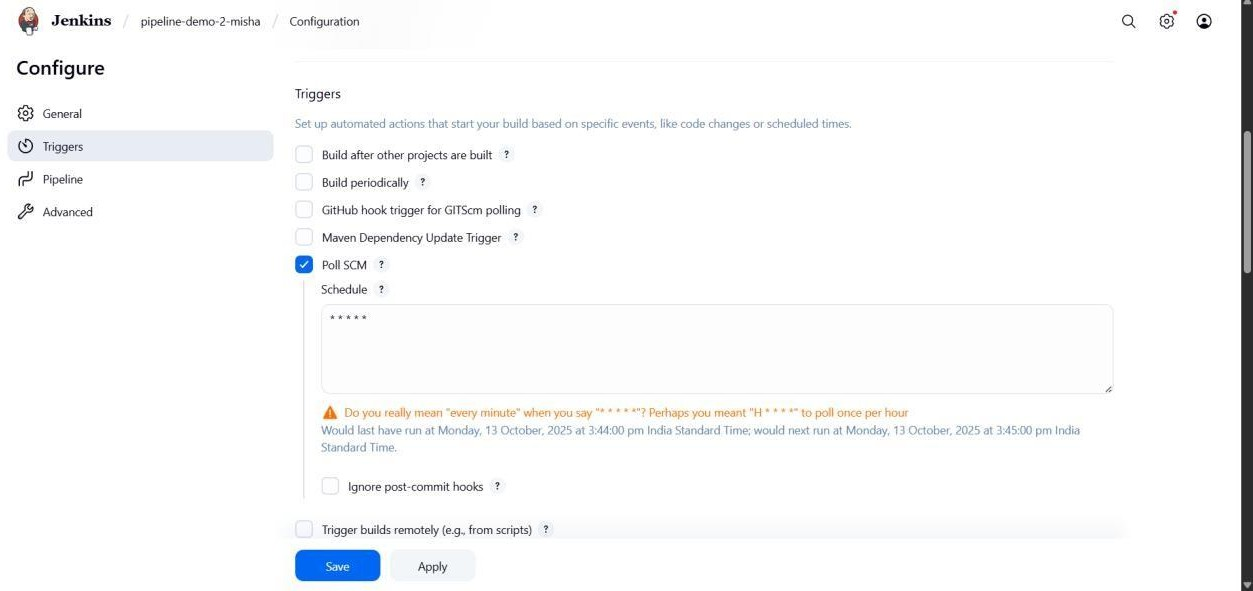 Jenkins / pipeline-demo-2-misha / Configuration
Configure
General
Triggers
Pipeline
Advanced
Triggers
Set up automated actions that start your build based on specific events, like code changes or scheduled times.
Build after other projects are built ?
Build periodically ?
GitHub hook trigger for GITScm polling ?
Maven Dependency Update Trigger ?
Poll SCM ?
Schedule ?
* * * * *
Do you really mean "every minute" when you say "* * * * *"? Perhaps you meant "H * * * *" to poll once per hour
Would last have run at Monday, 13 October, 2025 at 3:44:00 pm India Standard Time; would next run at Monday, 13 October, 2025 at 3:45:00 pm India
Standard Time.
Ignore post-commit hooks ?
Trigger builds remotely (e.g., from scripts) ?
Save Apply